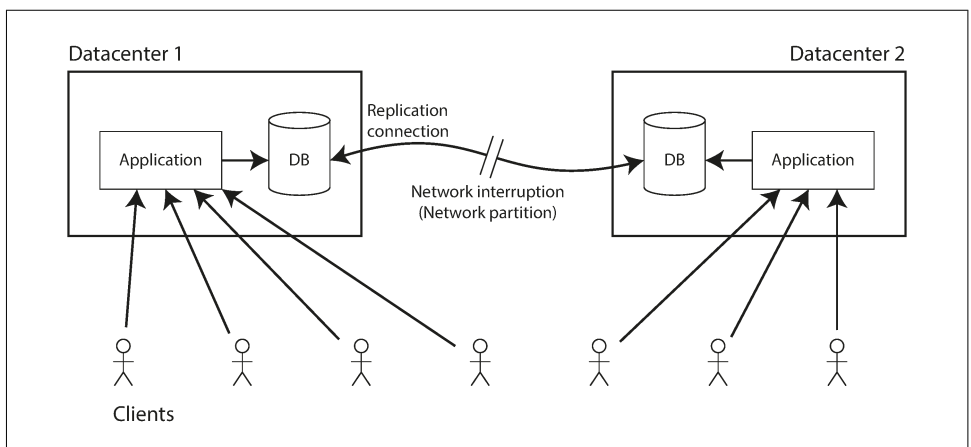 Datacenter 1
Datacenter 2
Replication
connection
Application
DB
DB
Application
Network interruption
(Network partition)
Clients